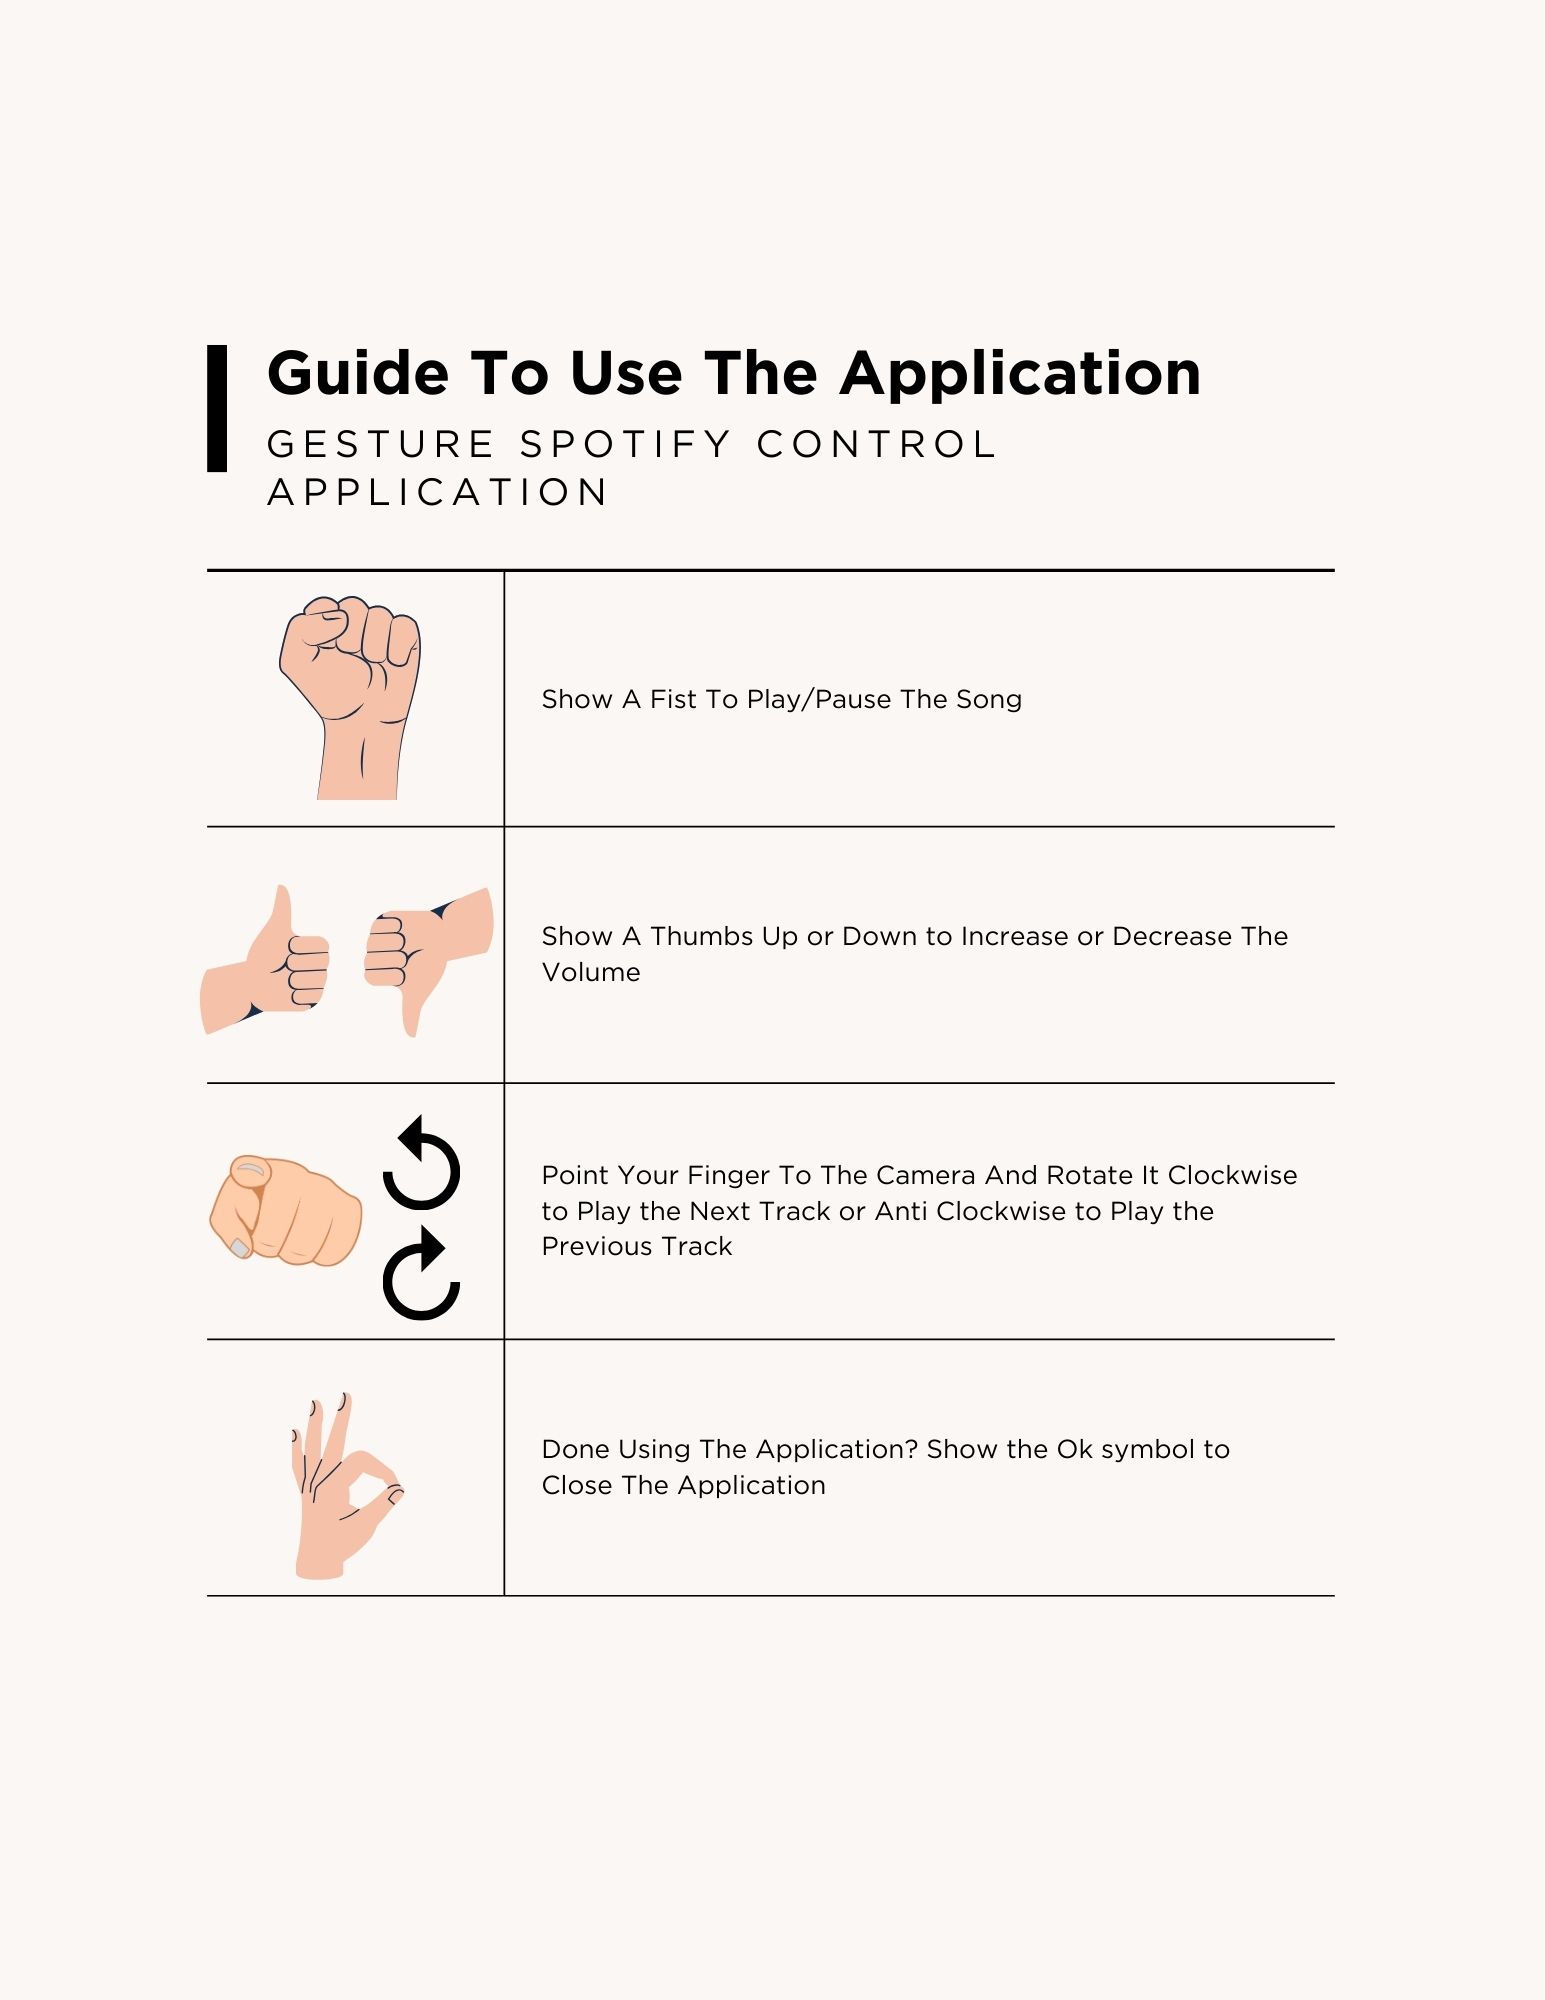 Guide To Use The Application
GESTURE SPOTIFY CONTROL
APPLICATION
Show A Fist To Play/Pause The Song
Show A Thumbs Up or Down to Increase or Decrease The
Volume
Point Your Finger To The Camera And Rotate It Clockwise
to Play the Next Track or Anti Clockwise to Play the
Previous Track
Done Using The Application? Show the Ok symbol to
Close The Application